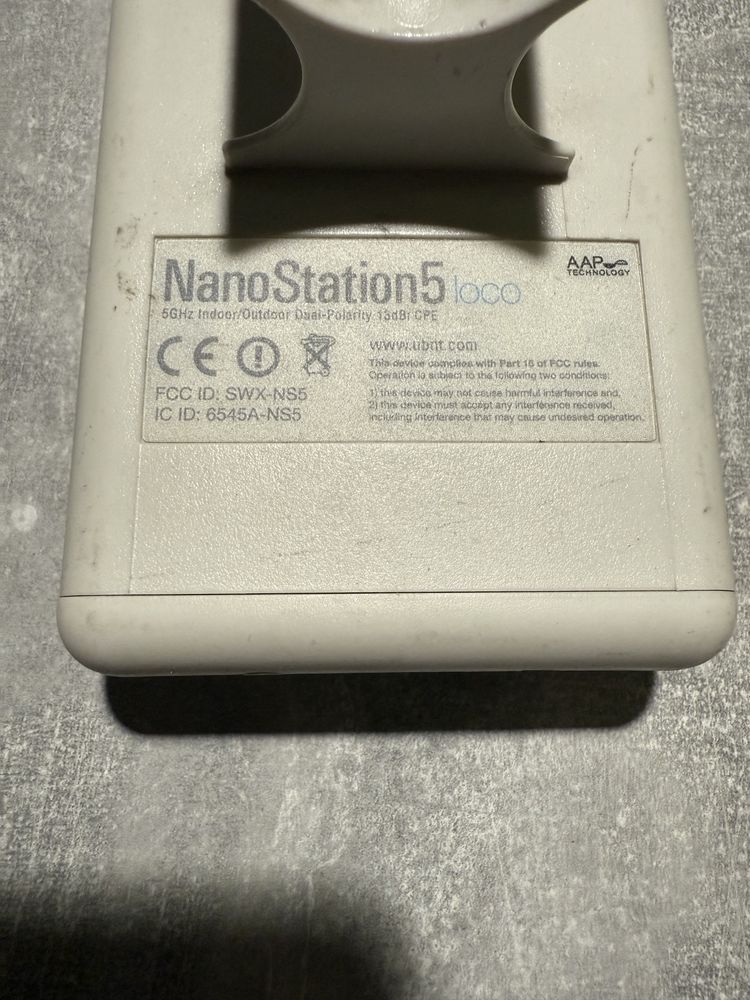 NanoStation5 loco
5GHz Indoor/Outdoor Dual-Polarity 13dBi CPE
AAP
TECHNOLOGY
CE
FCC ID: SWX-NS5
IC ID: 6545A-NS5
www.ubnt.com
This device complies with Part 15 of FCC rules.
Operation is subject to the following two conditions:
1) this device may not cause harmful interference and,
2) this device must accept any interference received,
including interference that may cause undesired operation.